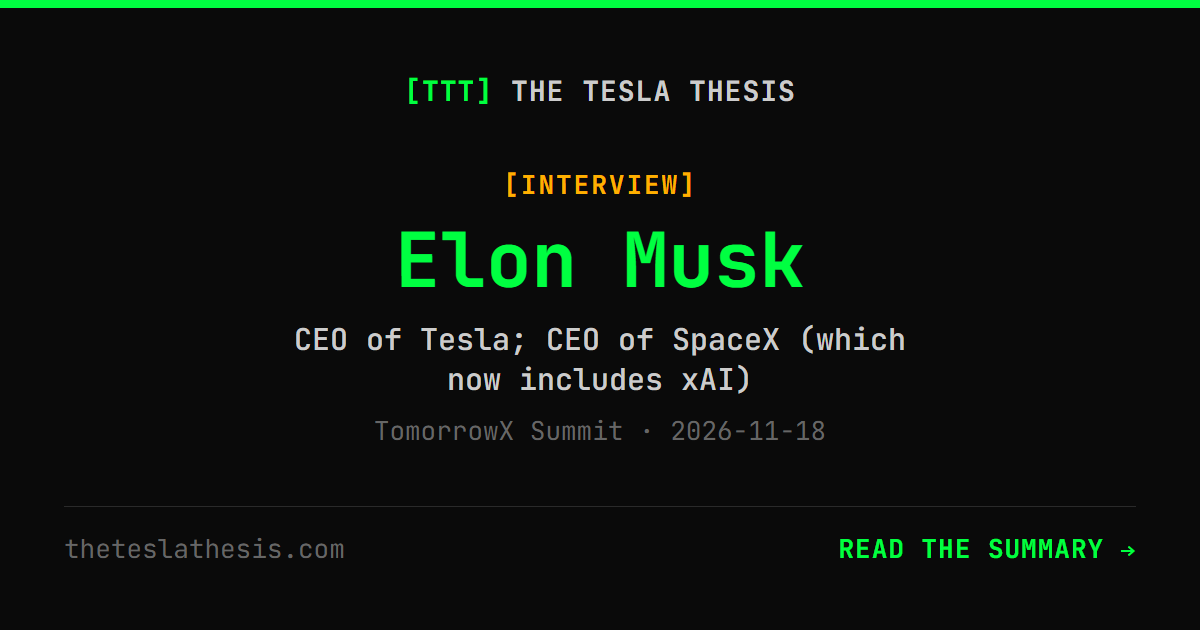 [TTT] THE TESLA THESIS
[INTERVIEW]
Elon Musk
CEO of Tesla; CEO of SpaceX (which
now includes xAI)
TomorrowX Summit · 2026-11-18
theteslathesis.com
READ THE SUMMARY →